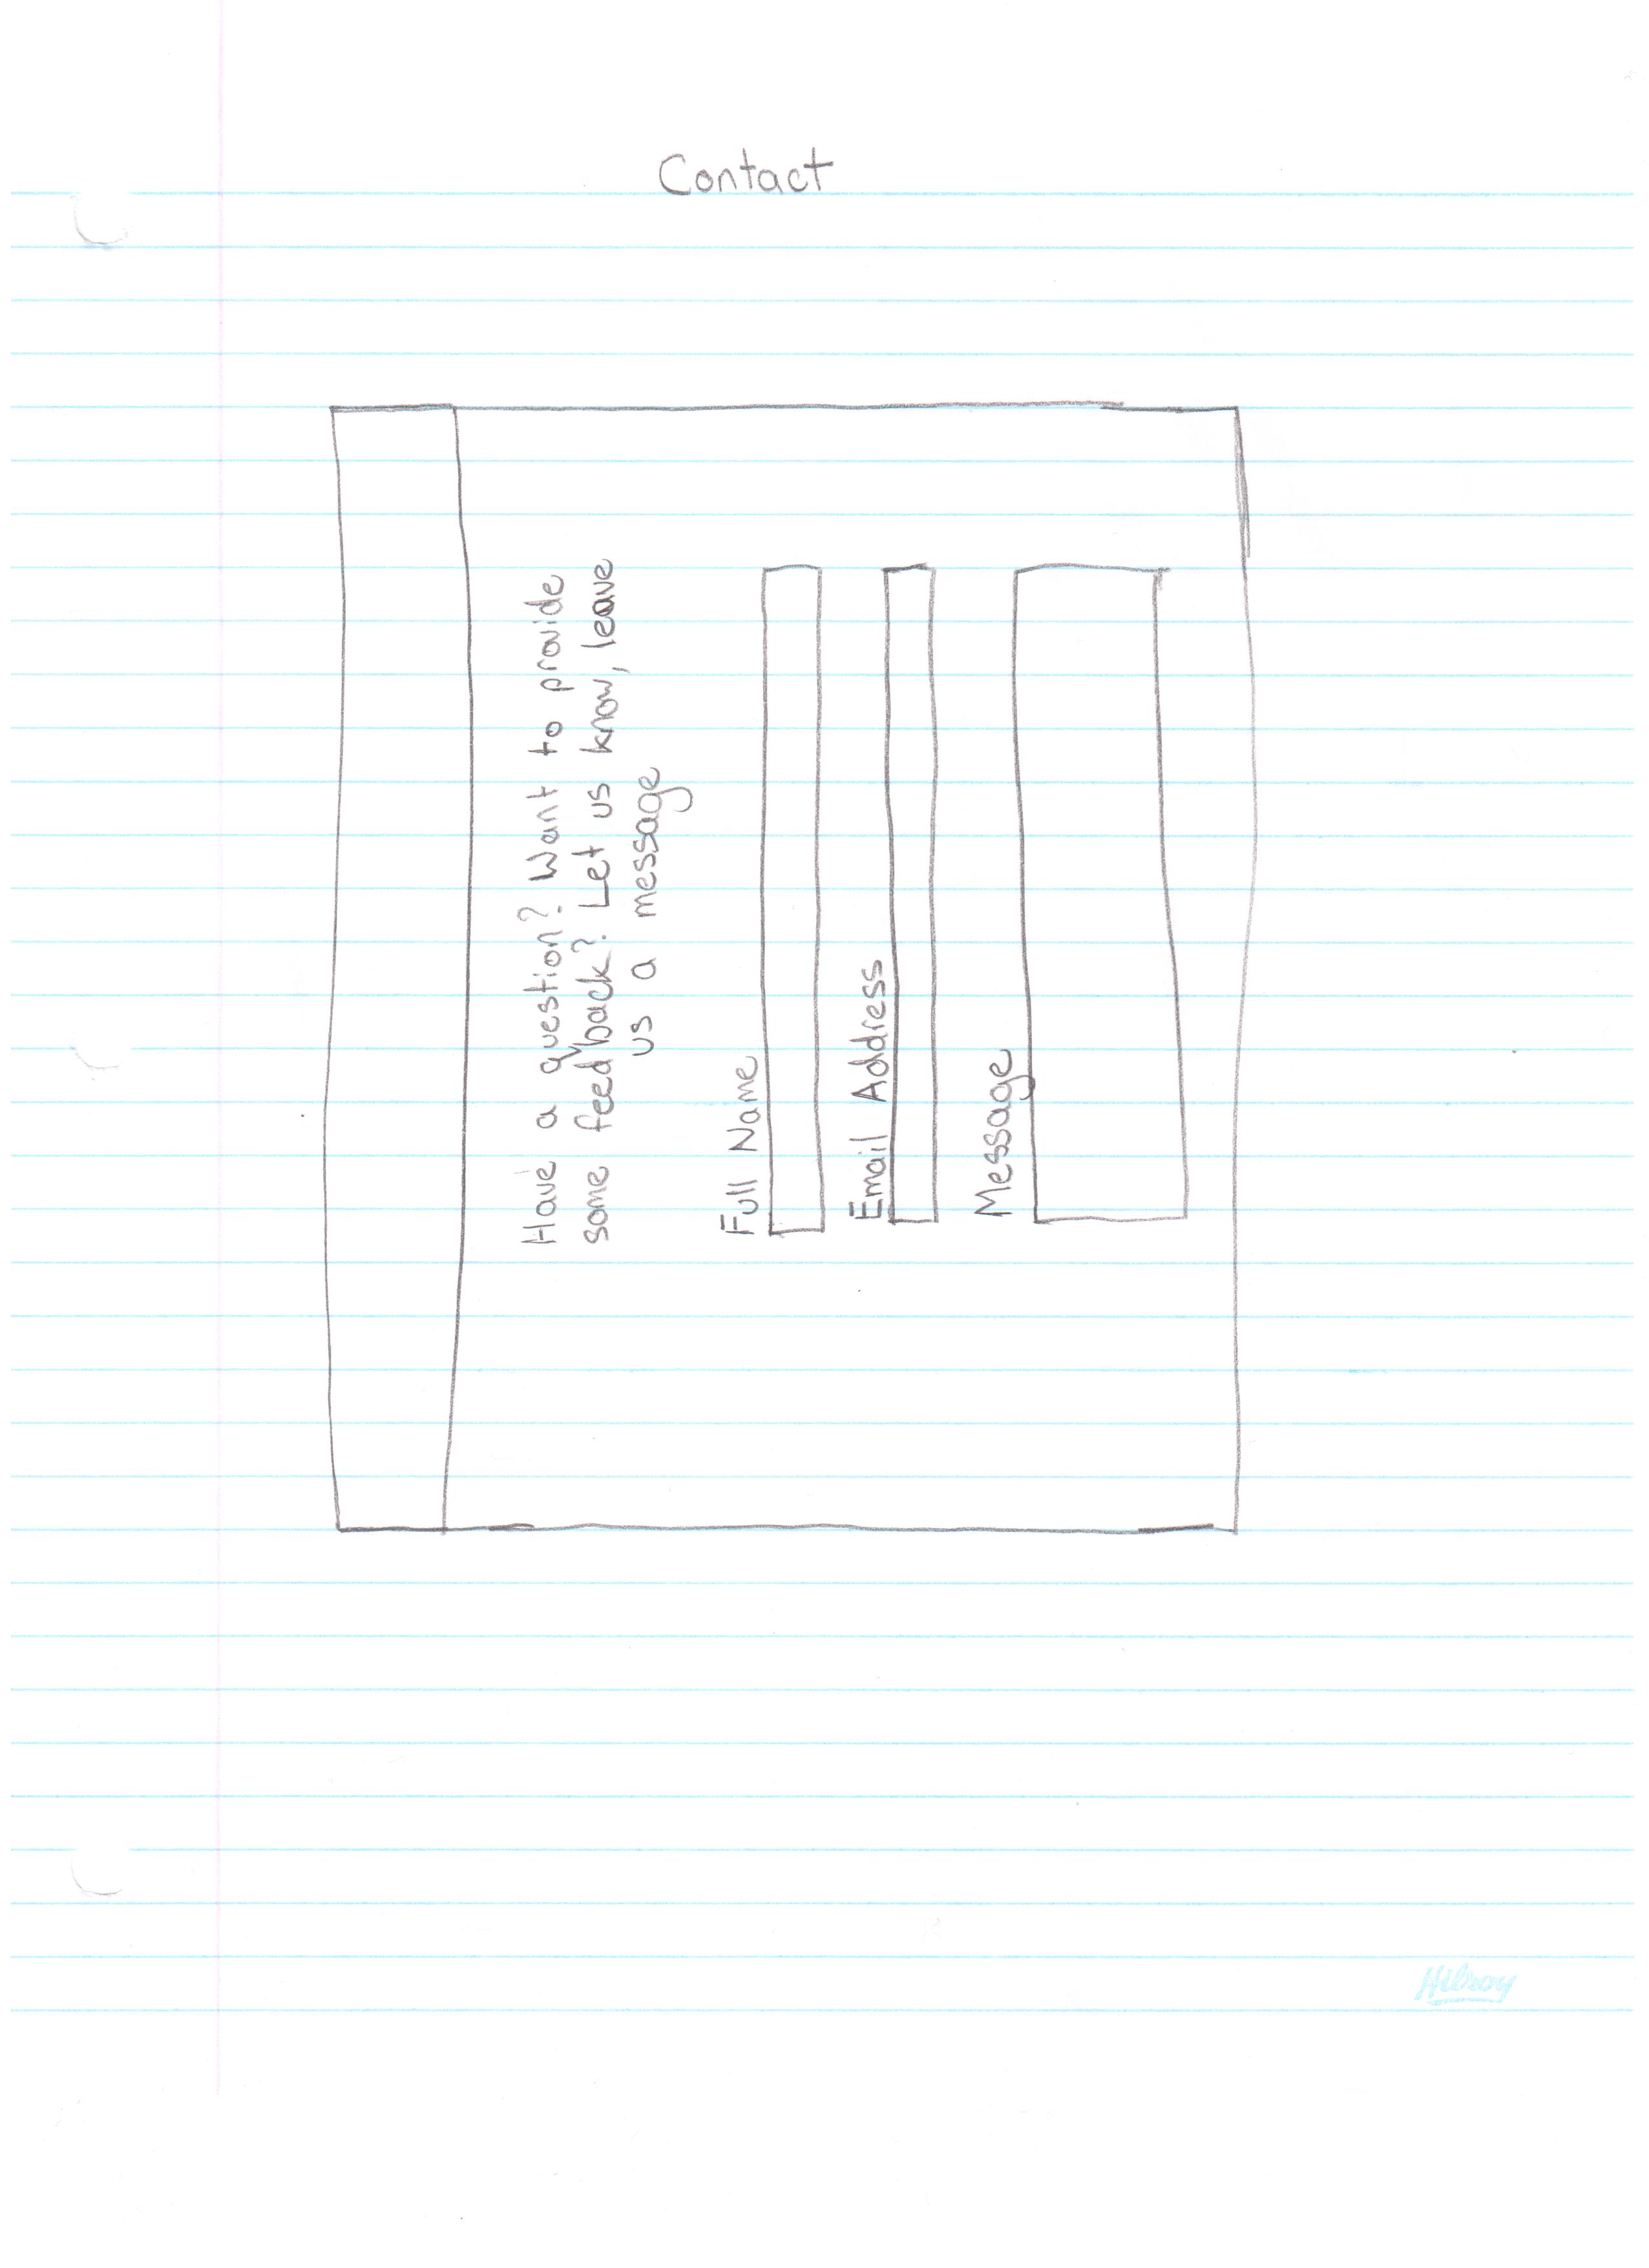 Contact
Have a question? Want to provide
some feedback? Let us know, leave
us a message
Full Name
Email Address
Message
Hilroy